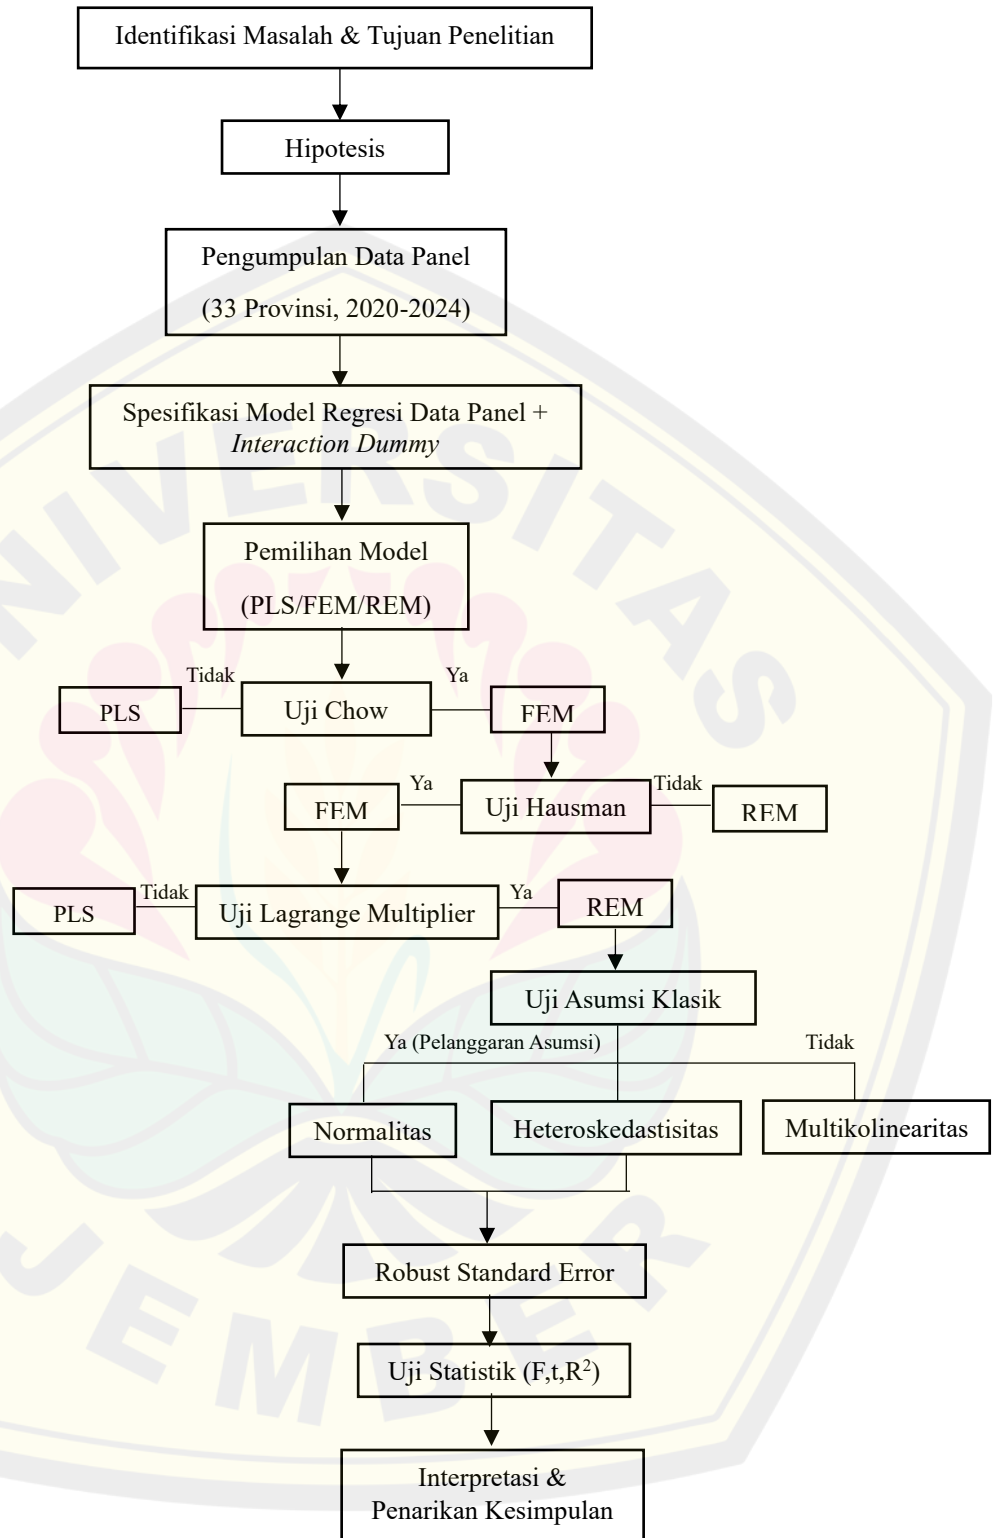 Identifikasi Masalah & Tujuan Penelitian
Hipotesis
Pengumpulan Data Panel
(33 Provinsi, 2020-2024)
Spesifikasi Model Regresi Data Panel +
Interaction Dummy
Pemilihan Model
(PLS/FEM/REM)
Tidak
Ya
PLS
Uji Chow
FEM
Ya
Tidak
FEM
Uji Hausman
REM
Tidak
Ya
PLS
Uji Lagrange Multiplier
REM
Uji Asumsi Klasik
Ya (Pelanggaran Asumsi)
Tidak
Normalitas
Heteroskedastisitas
Multikolinearitas
Robust Standard Error
Uji Statistik (F,t,R²)
Interpretasi &
Penarikan Kesimpulan
NIVERSITAS
JEMBER